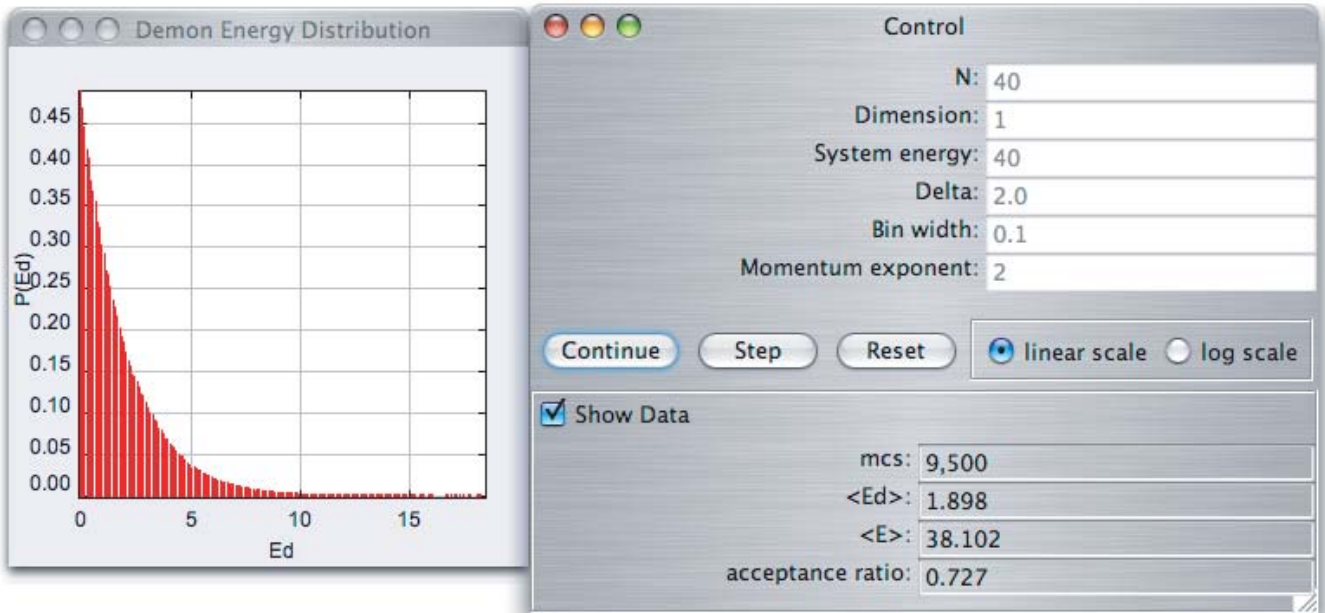 Demon Energy Distribution
0.45
0.40
0.35
0.30
0.25
0.20
0.15
0.10
0.05
0.00
P(Ed)
0 5 10 15
Ed
Control
N: 40
Dimension: 1
System energy: 40
Delta: 2.0
Bin width: 0.1
Momentum exponent: 2
Continue Step Reset linear scale log scale
Show Data
mcs: 9,500
<Ed>: 1.898
<E>: 38.102
acceptance ratio: 0.727